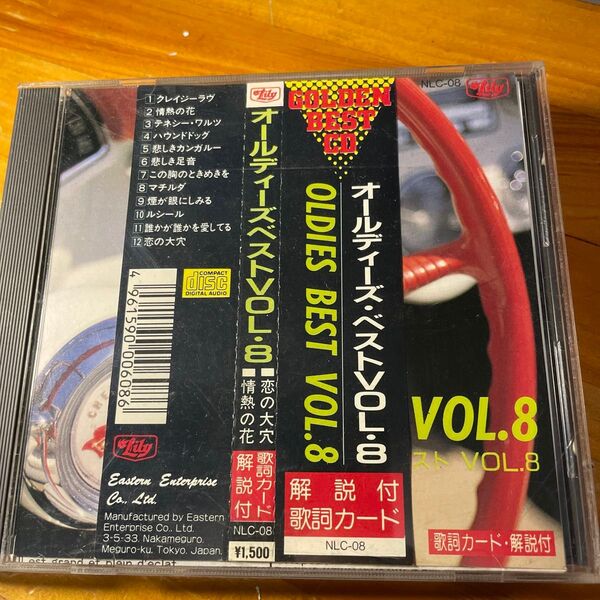 1 クレイジーラヴ
2 情熱の花
3 テネシー・ワルツ
4 ハウンドドッグ
5 悲しきカンガルー
6 悲しき足音
7 この胸のときめきを
8 マチルダ
9 煙が眼にしみる
10 ルシール
11 誰かが誰かを愛してる
12 恋の大穴
COMPACT
disc
DIGITAL AUDIO
4961590006086
Lily
Eastern Enterprise
Co., Ltd.
Manufactured by Eastern
Enterprise Co., Ltd.
3-5-33. Nakameguro,
Meguro-ku. Tokyo. Japan.
Lily
オールディーズベストVOL・8
■恋の大穴
■情熱の花
歌詞カード
解説付
NLC-08
¥1,500
NLC-08
GOLDEN
BEST
CD
オールディーズ・ベストVOL・8
OLDIES BEST VOL.8
解説付
歌詞カード
NLC-08
NLC-08
Lily
VOL.8
スト VOL.8
歌詞カード・解説付
est grand et plein d'éclat